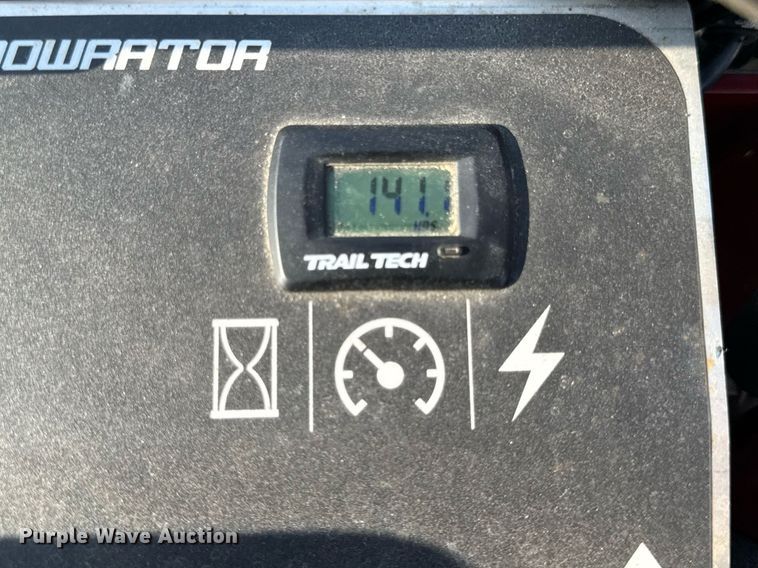 OWRATOR
141.1
HRS
TRAIL TECH
Purple Wave Auction